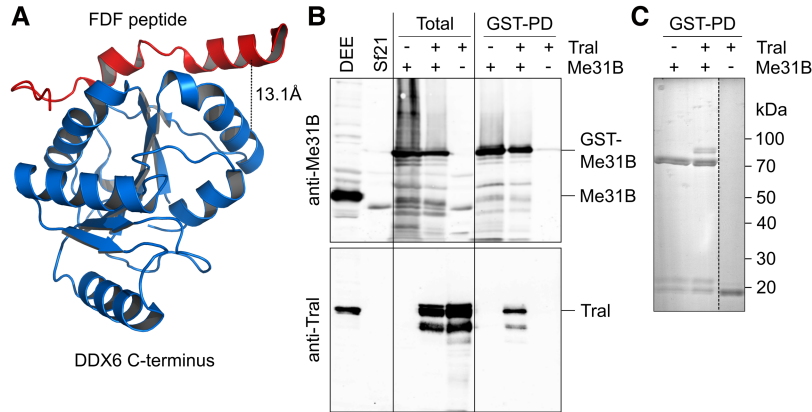 A
FDF peptide
13.1Å
DDX6 C-terminus
B
Total GST-PD
DEE Sf21 - + + - + + Tral
+ + - + + - Me31B
anti-Me31B
GST-
Me31B
Me31B
anti-Tral
Tral
C
GST-PD
- + + Tral
+ + - Me31B
kDa
100
70
50
40
30
20